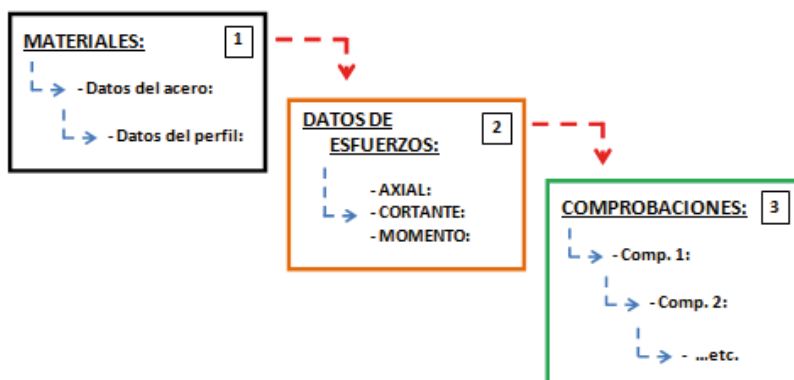 MATERIALES:
1
- Datos del acero:
- Datos del perfil:
DATOS DE
ESFUERZOS:
2
- AXIAL:
- CORTANTE:
- MOMENTO:
COMPROBACIONES:
3
- Comp. 1:
- Comp. 2:
- ...etc.